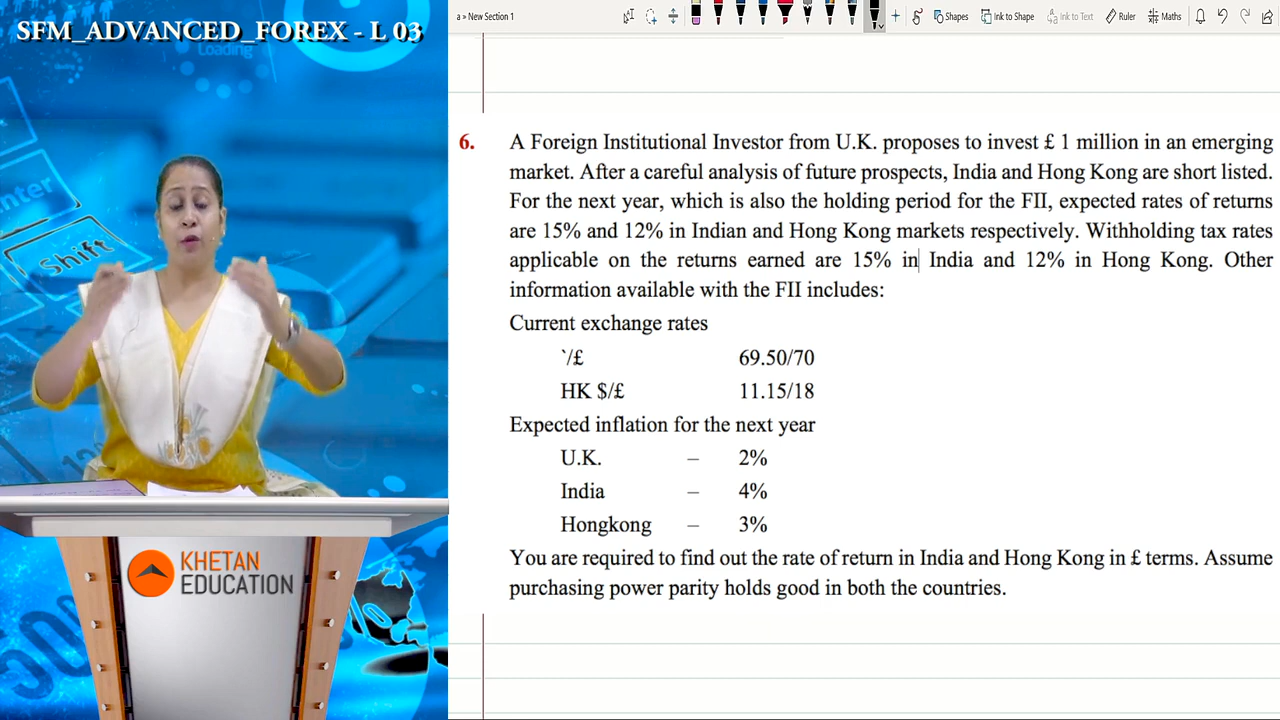 SFM_ADVANCED_FOREX - L 03
Loading
Shift
KHETAN
EDUCATION
a » New Section 1
Shapes
Ink to Shape
Ink to Text
Ruler
Maths
6. A Foreign Institutional Investor from U.K. proposes to invest £ 1 million in an emerging
market. After a careful analysis of future prospects, India and Hong Kong are short listed.
For the next year, which is also the holding period for the FII, expected rates of returns
are 15% and 12% in Indian and Hong Kong markets respectively. Withholding tax rates
applicable on the returns earned are 15% in India and 12% in Hong Kong. Other
information available with the FII includes:
Current exchange rates
`/£ 69.50/70
HK $/£ 11.15/18
Expected inflation for the next year
U.K. – 2%
India – 4%
Hongkong – 3%
You are required to find out the rate of return in India and Hong Kong in £ terms. Assume
purchasing power parity holds good in both the countries.